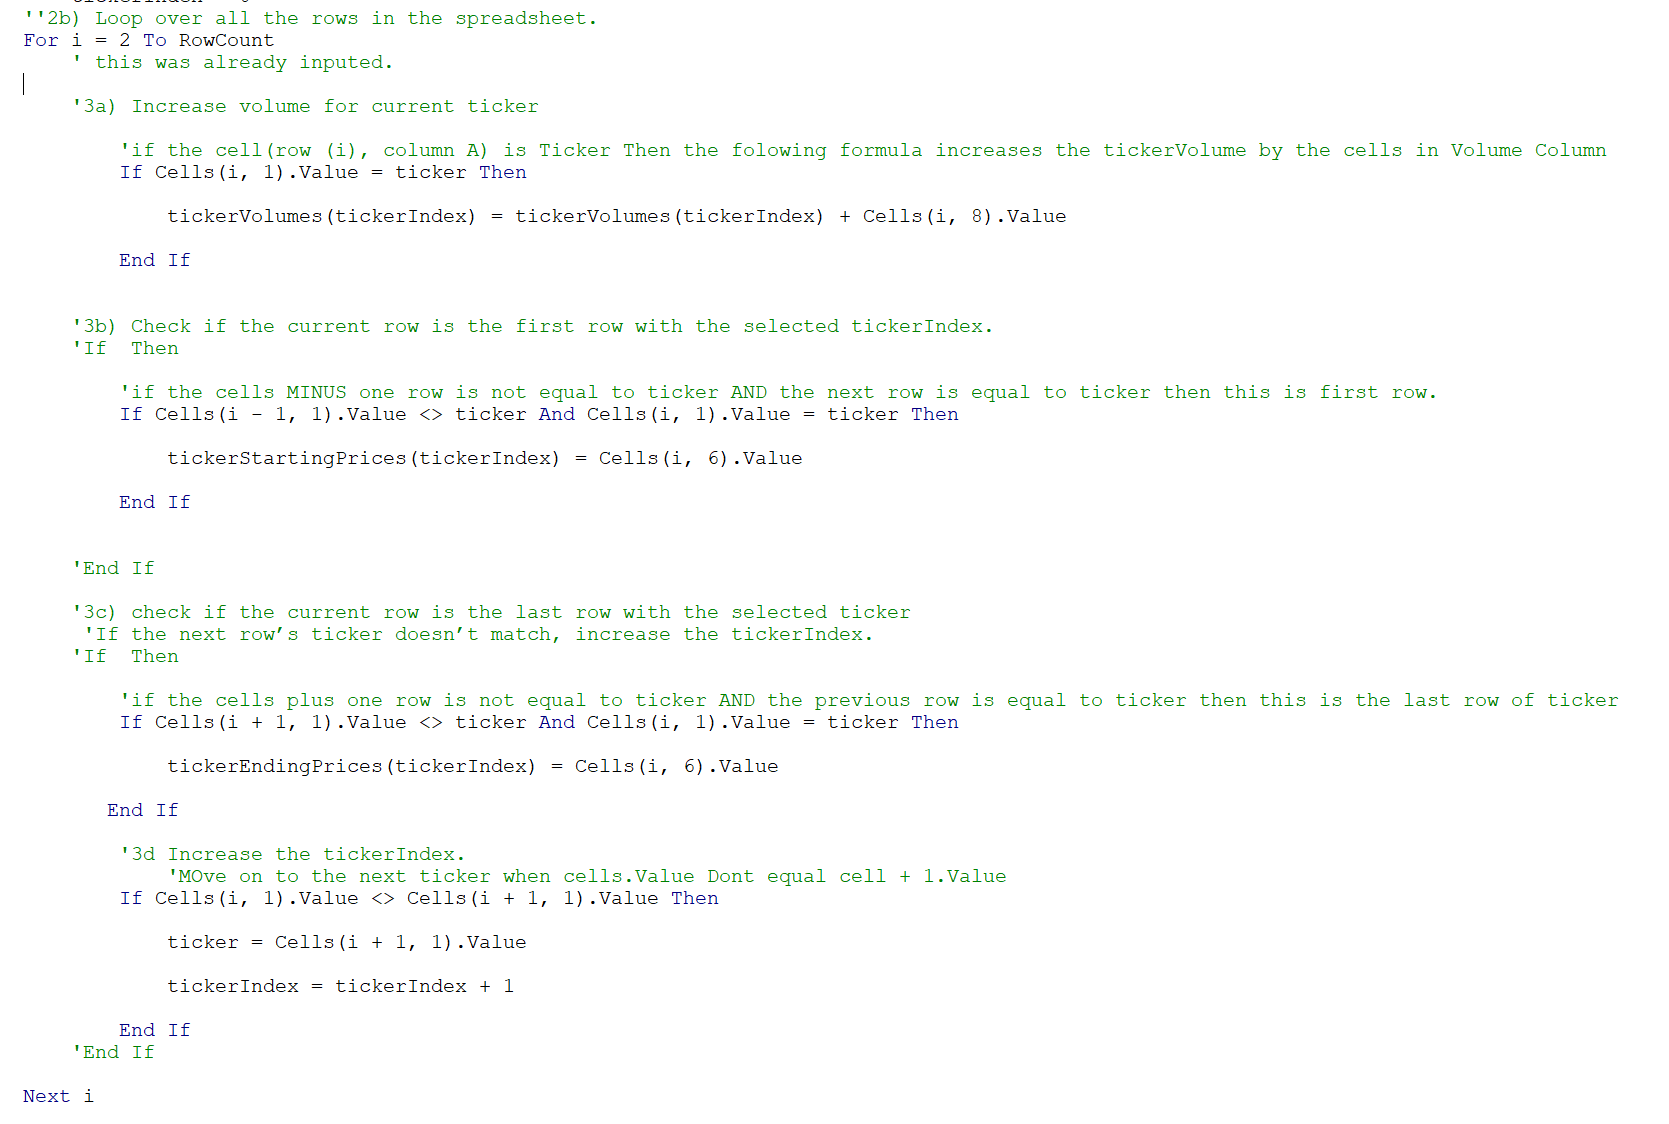 ''2b) Loop over all the rows in the spreadsheet.
For i = 2 To RowCount
' this was already inputed.
'3a) Increase volume for current ticker
'if the cell(row (i), column A) is Ticker Then the folowing formula increases the tickerVolume by the cells in Volume Column
If Cells(i, 1).Value = ticker Then
tickerVolumes(tickerIndex) = tickerVolumes(tickerIndex) + Cells(i, 8).Value
End If
'3b) Check if the current row is the first row with the selected tickerIndex.
'If  Then
'if the cells MINUS one row is not equal to ticker AND the next row is equal to ticker then this is first row.
If Cells(i - 1, 1).Value <> ticker And Cells(i, 1).Value = ticker Then
tickerStartingPrices(tickerIndex) = Cells(i, 6).Value
End If
'End If
'3c) check if the current row is the last row with the selected ticker
'If the next row’s ticker doesn’t match, increase the tickerIndex.
'If  Then
'if the cells plus one row is not equal to ticker AND the previous row is equal to ticker then this is the last row of ticker
If Cells(i + 1, 1).Value <> ticker And Cells(i, 1).Value = ticker Then
tickerEndingPrices(tickerIndex) = Cells(i, 6).Value
End If
'3d Increase the tickerIndex.
'MOve on to the next ticker when cells.Value Dont equal cell + 1.Value
If Cells(i, 1).Value <> Cells(i + 1, 1).Value Then
ticker = Cells(i + 1, 1).Value
tickerIndex = tickerIndex + 1
End If
'End If
Next i